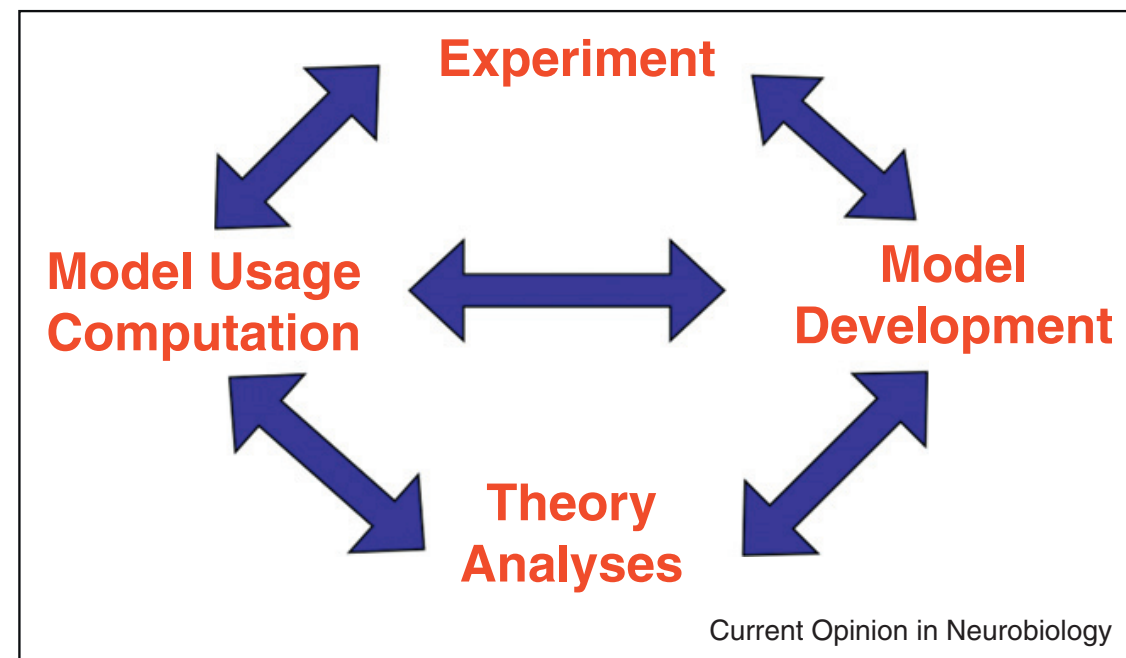 Experiment
Model Usage
Computation
Model
Development
Theory
Analyses
Current Opinion in Neurobiology